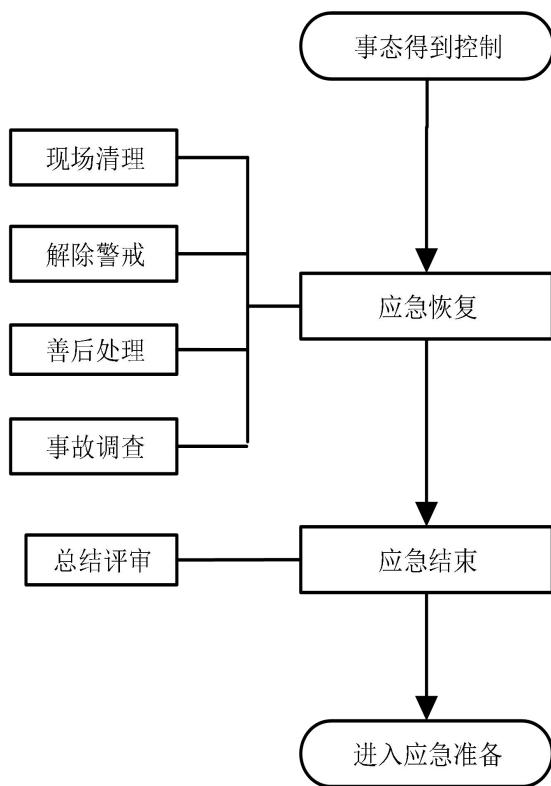 事态得到控制
现场清理
解除警戒
应急恢复
善后处理
事故调查
总结评审
应急结束
进入应急准备